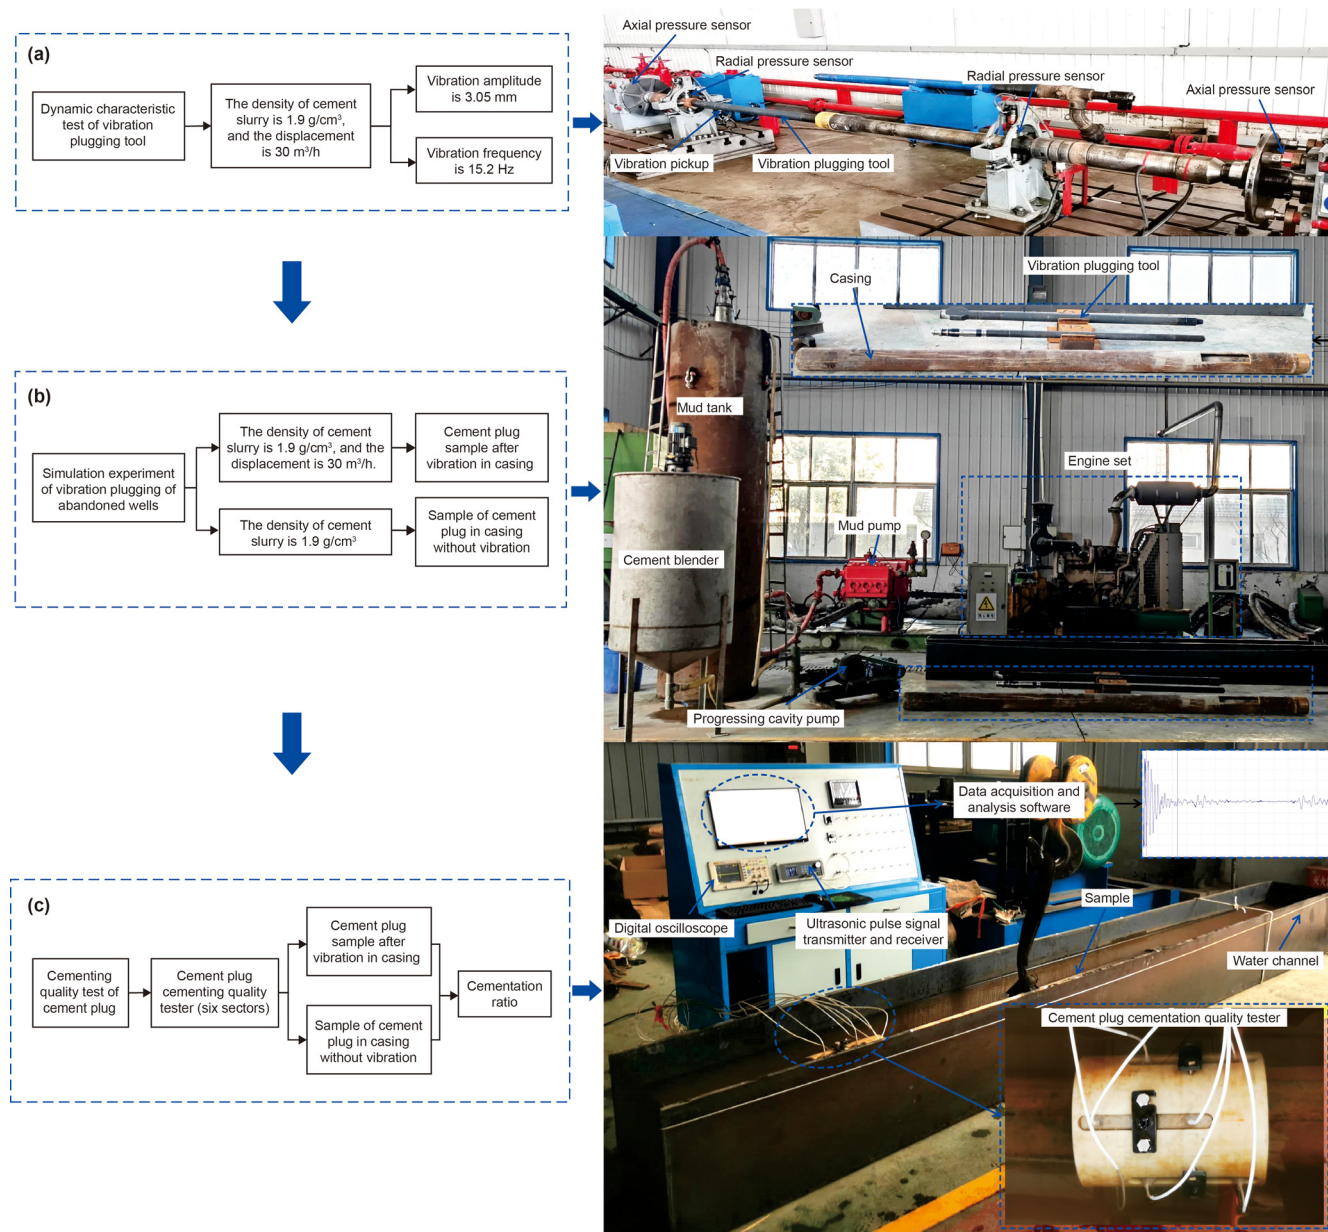 (a)
Dynamic characteristic
test of vibration
plugging tool
The density of cement
slurry is 1.9 g/cm³,
and the displacement
is 30 m³/h
Vibration amplitude
is 3.05 mm
Vibration frequency
is 15.2 Hz
Axial pressure sensor
Radial pressure sensor
Radial pressure sensor
Axial pressure sensor
Vibration pickup
Vibration plugging tool
(b)
Simulation experiment
of vibration plugging of
abandoned wells
The density of cement
slurry is 1.9 g/cm³, and the
displacement is 30 m³/h.
Cement plug
sample after
vibration in casing
The density of cement
slurry is 1.9 g/cm³
Sample of cement
plug in casing
without vibration
Vibration plugging tool
Casing
Mud tank
Engine set
Mud pump
Cement blender
Progressing cavity pump
(c)
Cementing
quality test of
cement plug
Cement plug
cementing quality
tester (six sectors)
Cement plug
sample after
vibration in casing
Sample of cement
plug in casing
without vibration
Cementation
ratio
Data acquisition and
analysis software
Digital oscilloscope
Ultrasonic pulse signal
transmitter and receiver
Sample
Water channel
Cement plug cementation quality tester